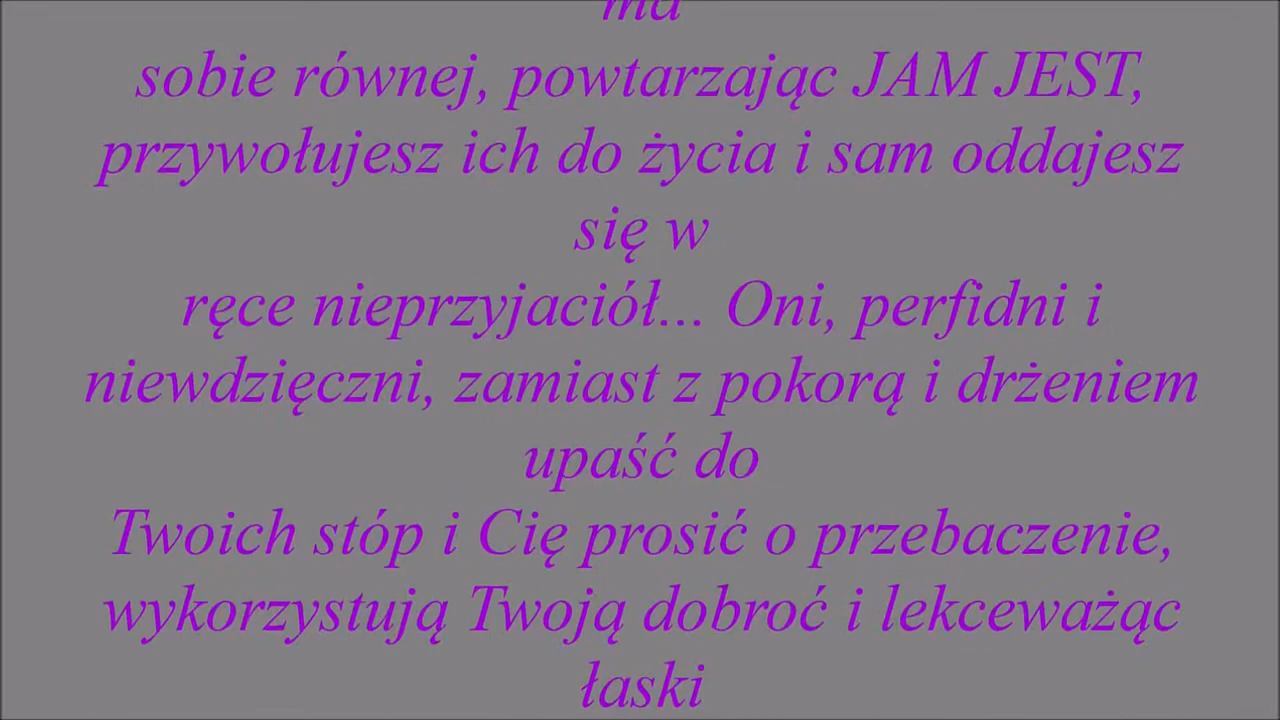 ma
sobie równej, powtarzając JAM JEST,
przywołujesz ich do życia i sam oddajesz
się w
ręce nieprzyjaciół... Oni, perfidni i
niewdzięczni, zamiast z pokorą i drżeniem
upaść do
Twoich stóp i Cię prosić o przebaczenie,
wykorzystują Twoją dobroć i lekceważąc
łaski